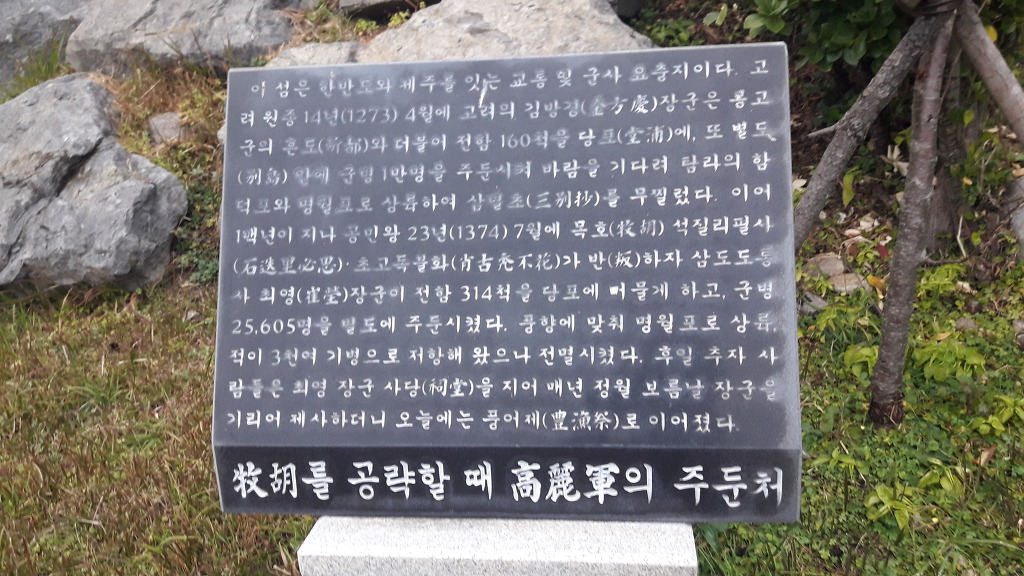 이 섬은 한반도와 제주를 잇는 교통 및 군사 요충지이다. 고
려 원종 14년(1273) 4월에 고려의 김방경(金方慶)장군은 몽고
군의 흔도(忻都)와 더불어 전함 160척을 당포(堂浦)에, 또 별도
(別島) 안에 군병 1만명을 주둔시켜 바람을 기다려 탐라의 함
덕포와 명월포로 상륙하여 삼별초(三別抄)를 무찔렀다. 이어
1백년이 지나 공민왕 23년(1374) 7월에 목호(牧胡) 석질리필사
(石迭里必思)·초고독불화(肖古禿不花)가 반(坂)하자 삼도도통
사 최영(崔瑩)장군이 전함 314척을 당포에 머물게 하고, 군병
25,605명을 별도에 주둔시켰다. 풍향에 맞춰 명월포로 상륙,
적이 3천여 기병으로 저항해 왔으나 전멸시켰다. 후일 추자 사
람들은 최영 장군 사당(祠堂)을 지어 매년 정월 보름날 장군을
기리어 제사하더니 오늘에는 풍어제(豊漁祭)로 이어졌다.
牧胡를 공략할 때 高麗軍의 주둔처